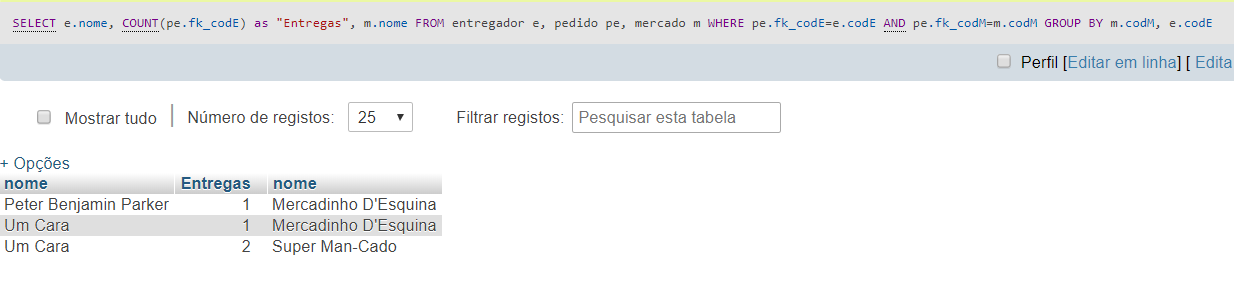 SELECT e.nome, COUNT(pe.fk_codE) as "Entregas", m.nome FROM entregador e, pedido pe, mercado m WHERE pe.fk_codE=e.codE AND pe.fk_codM=m.codM GROUP BY m.codM, e.codE
Perfil [Editar em linha] [ Edita
Mostrar tudo Número de registos: 25 Filtrar registos: Pesquisar esta tabela
+ Opções
nome Entregas nome
Peter Benjamin Parker 1 Mercadinho D'Esquina
Um Cara 1 Mercadinho D'Esquina
Um Cara 2 Super Man-Cado